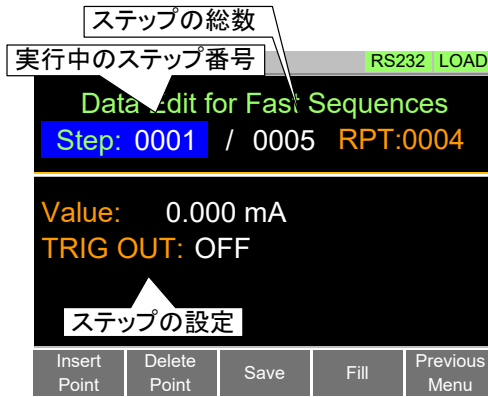 ステップの総数
実行中のステップ番号
RS232 LOAD
Data Edit for Fast Sequences
Step: 0001 / 0005 RPT:0004
Value: 0.000 mA
TRIG OUT: OFF
ステップの設定
Insert Point
Delete Point
Save
Fill
Previous Menu